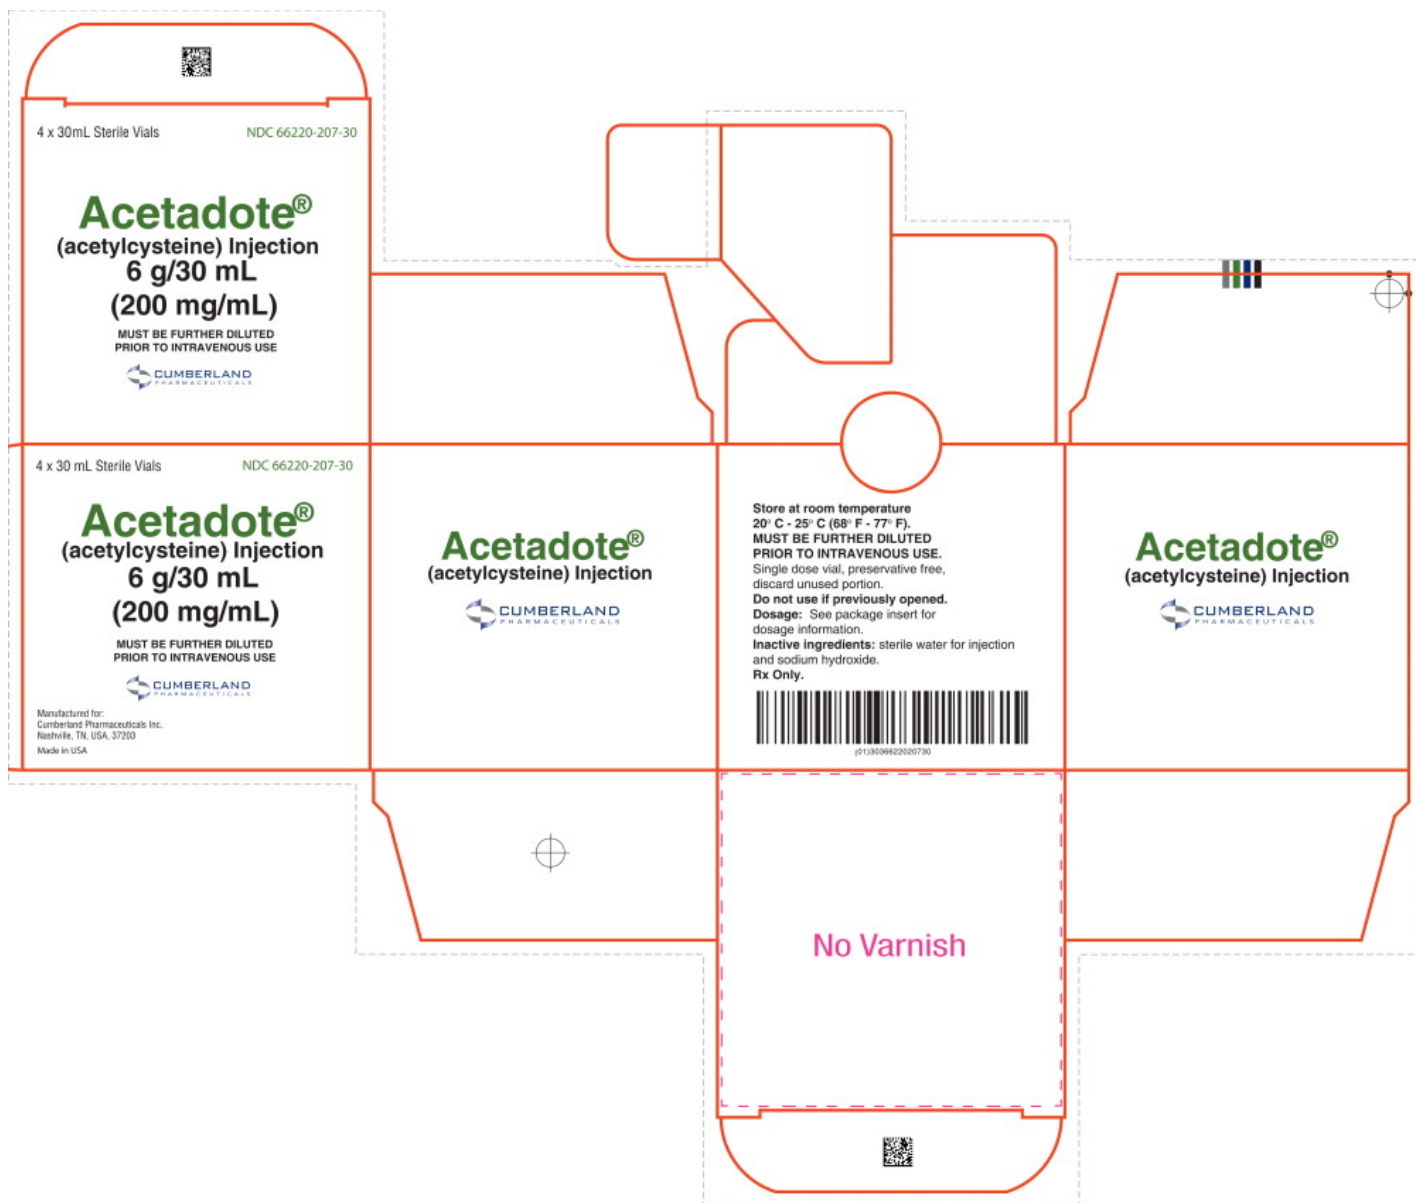 4 x 30mL Sterile Vials
NDC 66220-207-30
Acetadote®
(acetylcysteine) Injection
6 g/30 mL
(200 mg/mL)
MUST BE FURTHER DILUTED
PRIOR TO INTRAVENOUS USE
CUMBERLAND
PHARMACEUTICALS
4 x 30 mL Sterile Vials
NDC 66220-207-30
Acetadote®
(acetylcysteine) Injection
6 g/30 mL
(200 mg/mL)
MUST BE FURTHER DILUTED
PRIOR TO INTRAVENOUS USE
CUMBERLAND
PHARMACEUTICALS
Manufactured for:
Cumberland Pharmaceuticals Inc.
Nashville, TN, USA, 37203
Made in USA
Acetadote®
(acetylcysteine) Injection
CUMBERLAND
PHARMACEUTICALS
Store at room temperature
20° C - 25° C (68° F - 77° F).
MUST BE FURTHER DILUTED
PRIOR TO INTRAVENOUS USE.
Single dose vial, preservative free,
discard unused portion.
Do not use if previously opened.
Dosage: See package insert for
dosage information.
Inactive ingredients: sterile water for injection
and sodium hydroxide.
Rx Only.
(01)3036622020730
Acetadote®
(acetylcysteine) Injection
CUMBERLAND
PHARMACEUTICALS
No Varnish